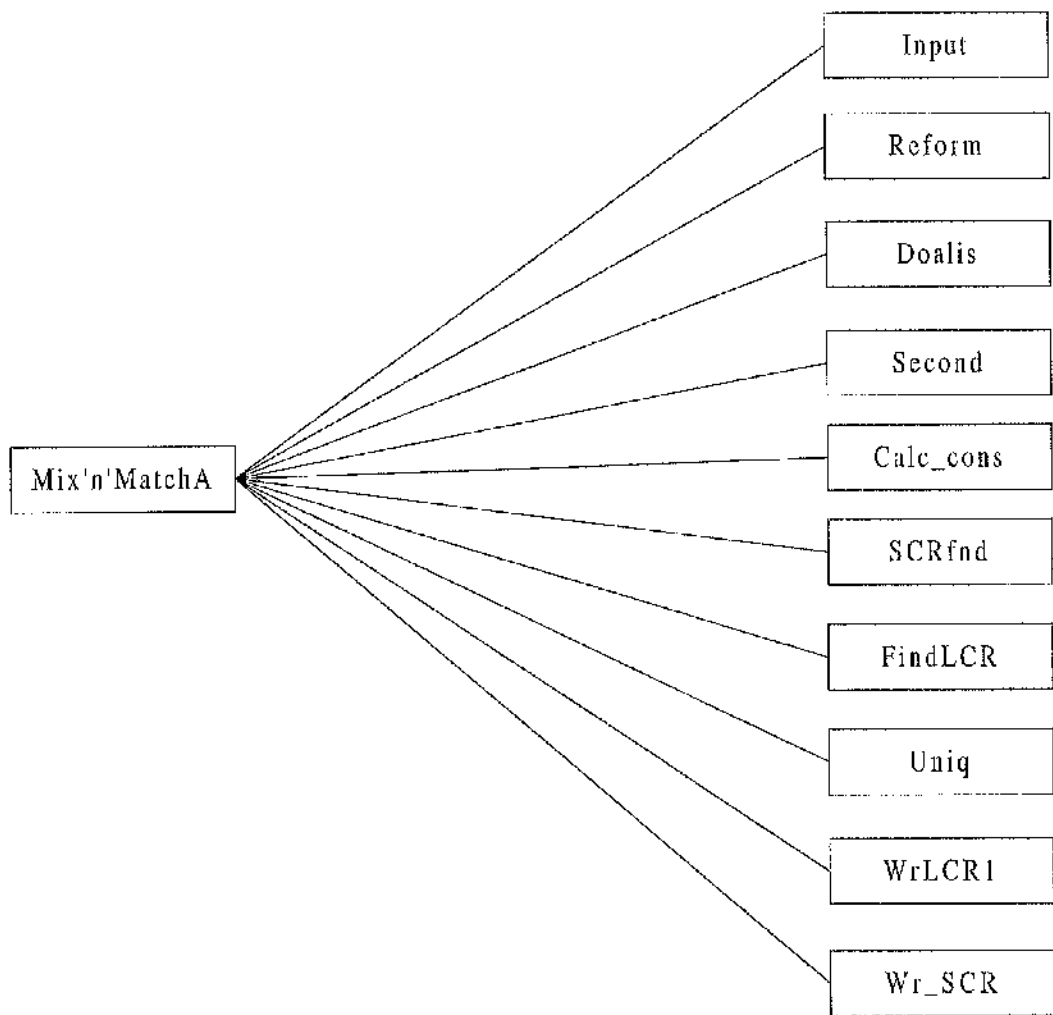 Input
Reform
Doalis
Second
Mix'n'MatchA
Calc_cons
SCRfnd
FindLCR
Uniq
WrLCR1
Wr_SCR